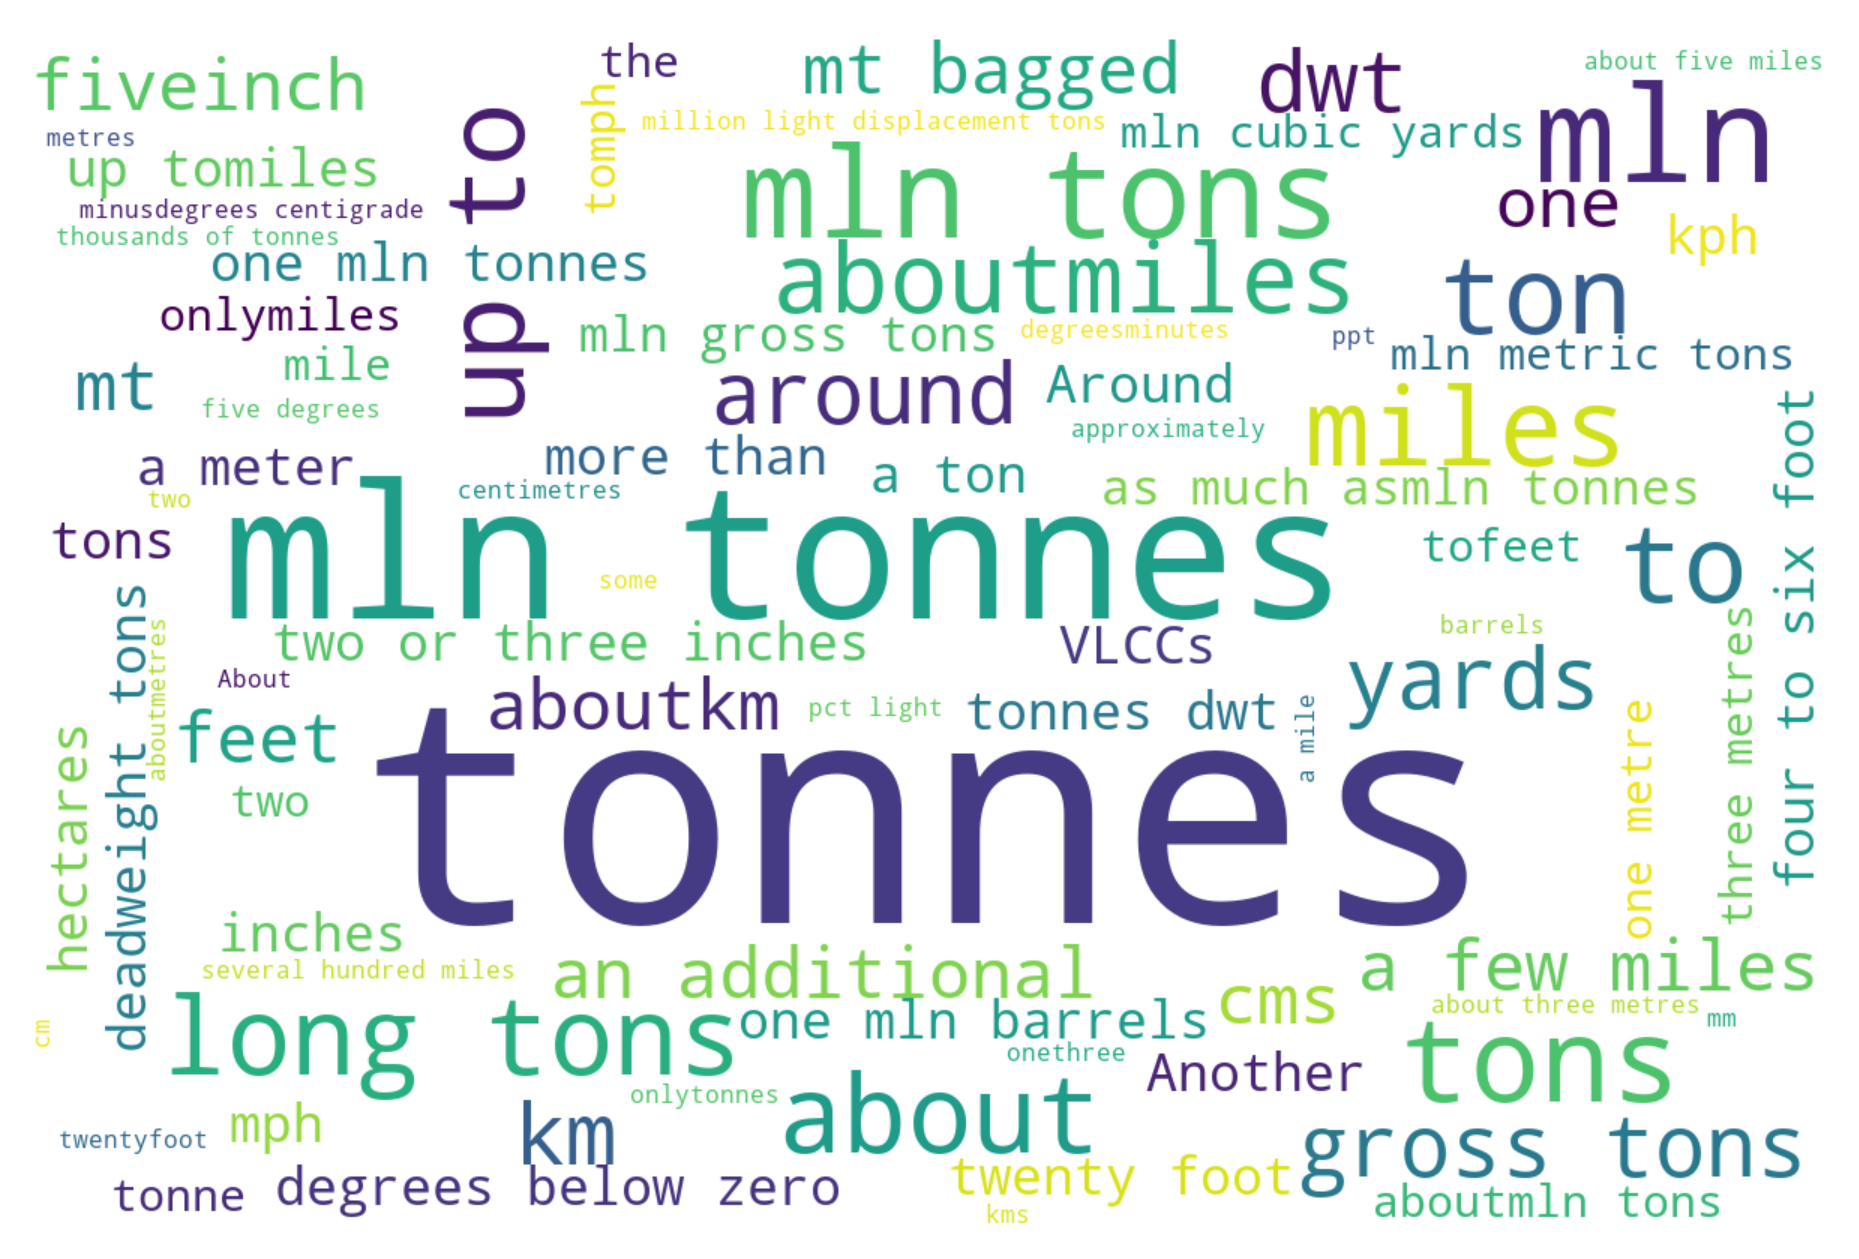 the
mt bagged
dwt
about five miles
fiveinch
mln
metres
tomph
million light displacement tons
mln cubic yards
up to
up tomiles
mln tons
one
minusdegrees centigrade
thousands of tonnes
kph
one mln tonnes
aboutmiles
ton
onlymiles
mln gross tons
degreesminutes
ppt
mln metric tons
mile
mt
around
Around
miles
five degrees
approximately
four to six foot
a meter
more than
a ton
as much asmln tonnes
two
centimetres
tons
mln tonnes
some
tofeet
to
deadweight tons
aboutmetres
two or three inches
VLCCs
barrels
yards
three metres
About
aboutkm
pct light
tonnes dwt
a mile
one metre
feet
hectares
two
tonnes
inches
several hundred miles
an additional
a few miles
cms
about three metres
mm
cm
long tons
one mln barrels
onethree
Another
tons
onlytonnes
about
mph
km
twentyfoot
gross tons
tonne
degrees below zero
twenty foot
aboutmln tons
kms